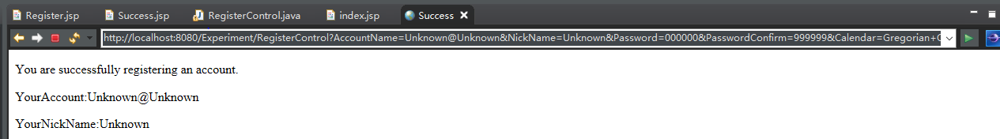 Register.jsp Success.jsp RegisterControl.java index.jsp Success
http://localhost:8080/Experiment/RegisterControl?AccountName=Unknown@Unknown&NickName=Unknown&Password=000000&PasswordConfirm=999999&Calendar=Gregorian+C
You are successfully registering an account.
YourAccount:Unknown@Unknown
YourNickName:Unknown